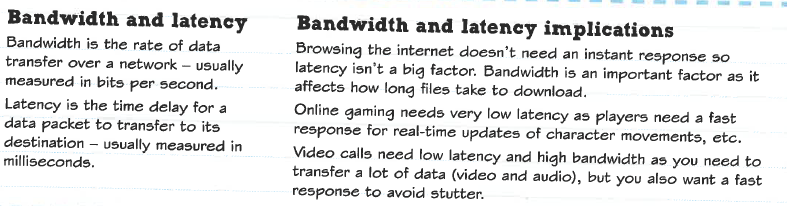 Bandwidth and latency
Bandwidth is the rate of data
transfer over a network – usually
measured in bits per second.
Latency is the time delay for a
data packet to transfer to its
destination – usually measured in
milliseconds.
Bandwidth and latency implications
Browsing the internet doesn't need an instant response so
latency isn't a big factor. Bandwidth is an important factor as it
affects how long files take to download.
Online gaming needs very low latency as players need a fast
response for real-time updates of character movements, etc.
Video calls need low latency and high bandwidth as you need to
transfer a lot of data (video and audio), but you also want a fast
response to avoid stutter.